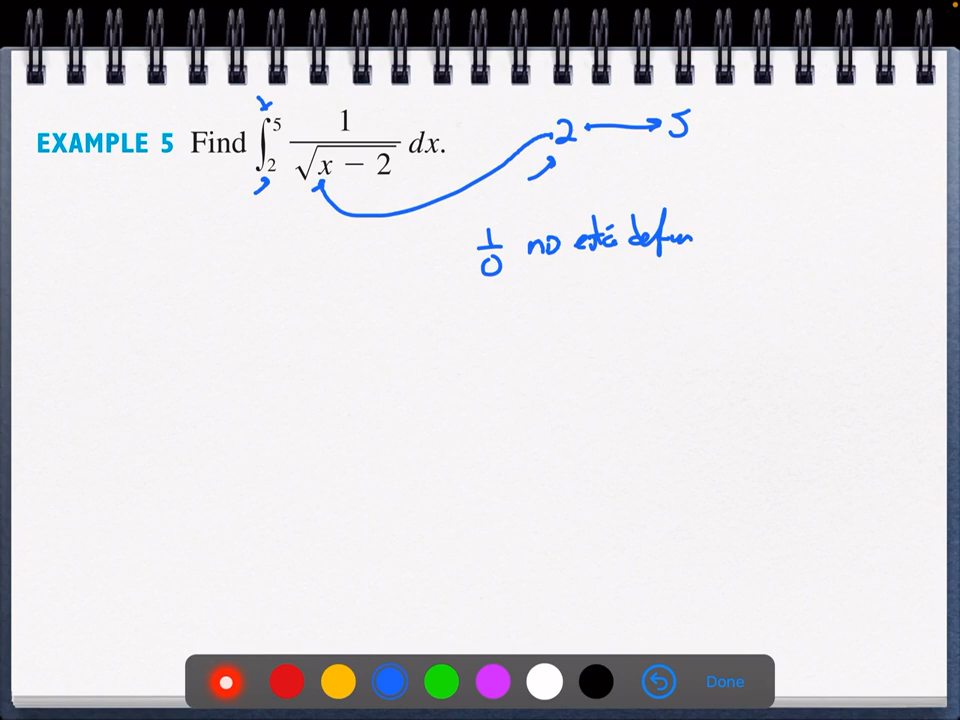 EXAMPLE 5 Find ∫₂⁵ 1/√(x − 2) dx.
2 ⟷ 5
1/0 no está defin
Done